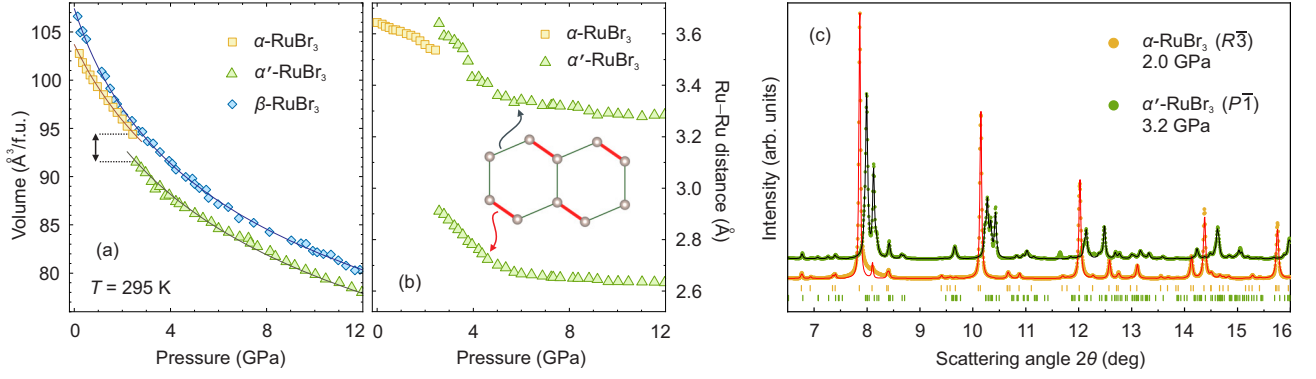 105
100
95
90
85
80
Volume (Å³/f.u.)
α-RuBr₃
α′-RuBr₃
β-RuBr₃
(a)
T = 295 K
0 4 8 12
Pressure (GPa)
α-RuBr₃
α′-RuBr₃
(b)
0 2 4 6 8 10 12
Pressure (GPa)
3.6
3.4
3.2
3.0
2.8
2.6
Ru–Ru distance (Å)
(c)
α-RuBr₃ (R3̅)
2.0 GPa
α′-RuBr₃ (P1̅)
3.2 GPa
Intensity (arb. units)
7 8 9 10 11 12 13 14 15 16
Scattering angle 2θ (deg)